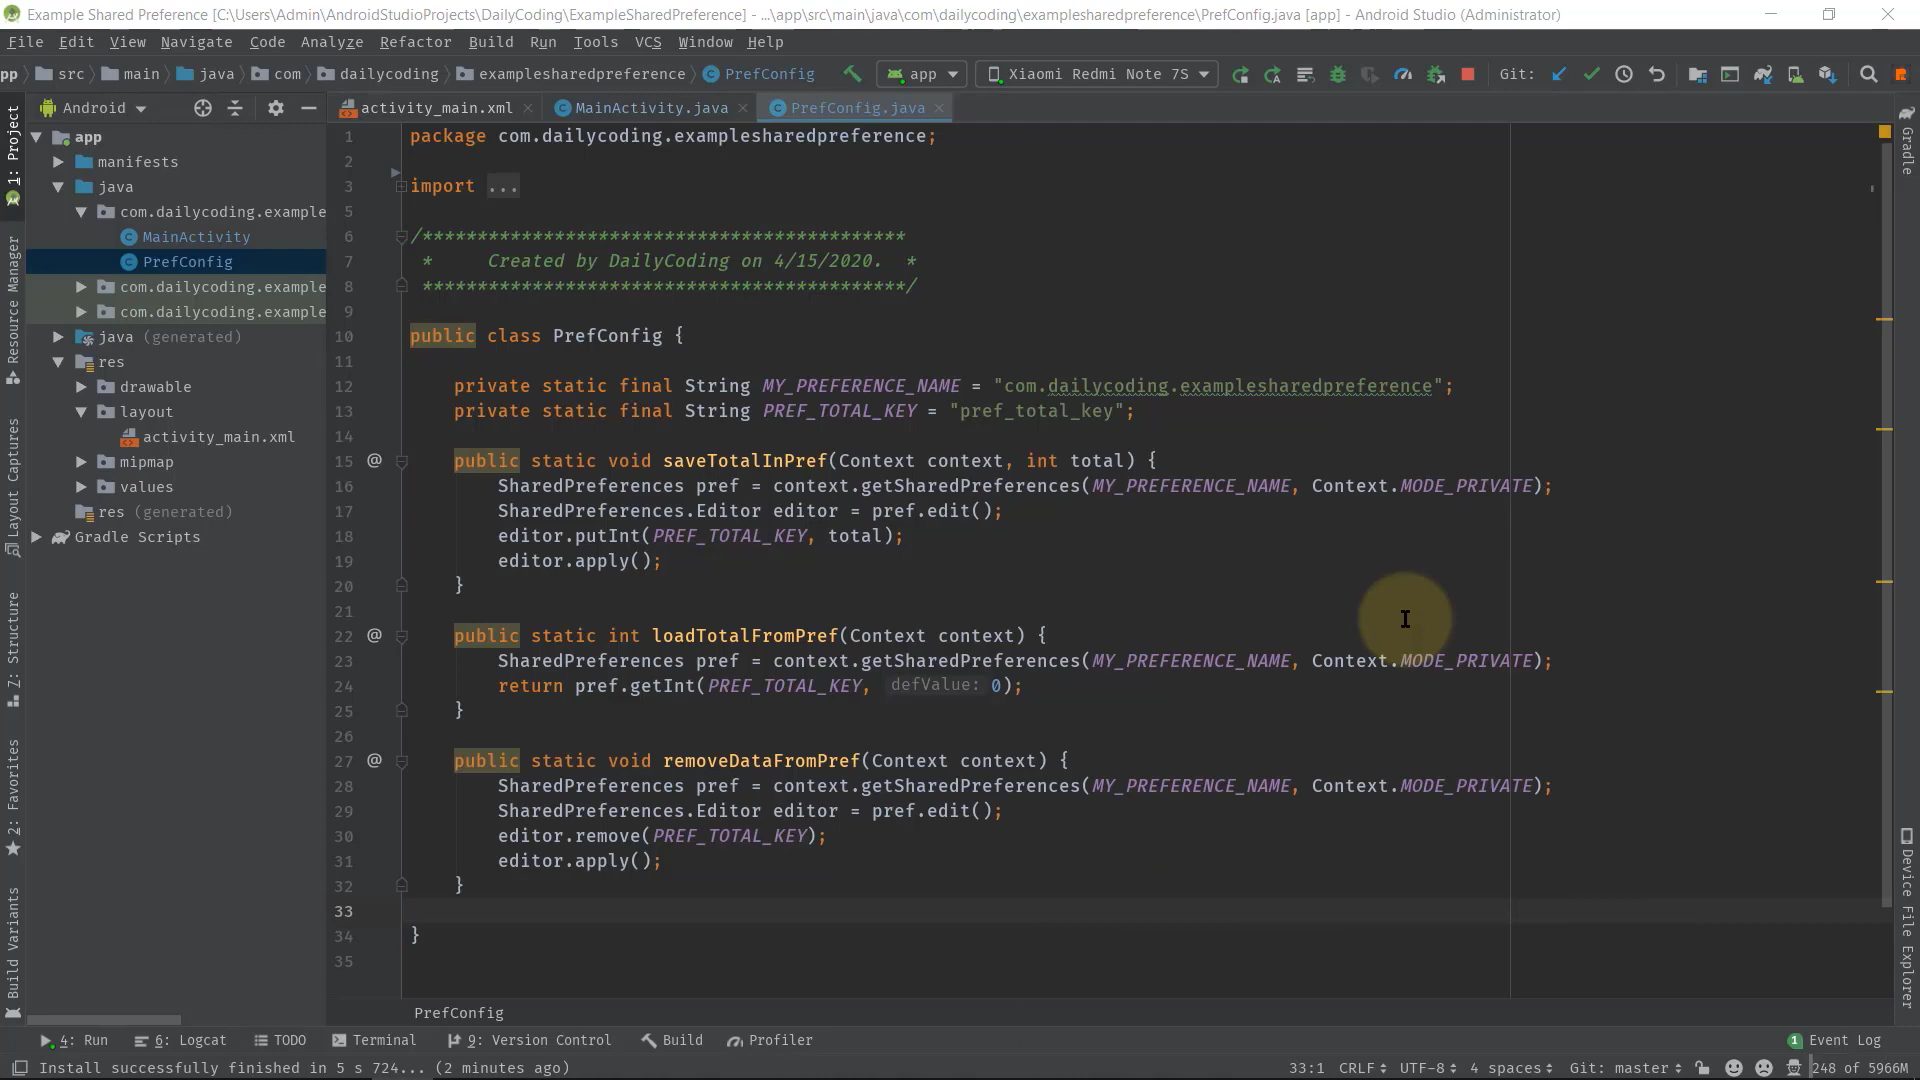 Example Shared Preference [C:\Users\Admin\AndroidStudioProjects\DailyCoding\ExampleSharedPreference] - ...\app\src\main\java\com\dailycoding\examplesharedpreference\PrefConfig.java [app] - Android Studio (Administrator)
File Edit View Navigate Code Analyze Refactor Build Run Tools VCS Window Help
pp src main java com dailycoding examplesharedpreference PrefConfig app Xiaomi Redmi Note 7S Git:
Android
activity_main.xml MainActivity.java PrefConfig.java
1: Project
Resource Manager
Layout Captures
7: Structure
2: Favorites
Build Variants
app
manifests
java
com.dailycoding.example
MainActivity
PrefConfig
com.dailycoding.example
com.dailycoding.example
java (generated)
res
drawable
layout
activity_main.xml
mipmap
values
res (generated)
Gradle Scripts
1 package com.dailycoding.examplesharedpreference;
2
3 import ...
5
6 /********************************************
7 *     Created by DailyCoding on 4/15/2020.  *
8 ********************************************/
9
10 public class PrefConfig {
11
12 private static final String MY_PREFERENCE_NAME = "com.dailycoding.examplesharedpreference";
13 private static final String PREF_TOTAL_KEY = "pref_total_key";
14
15 @ public static void saveTotalInPref(Context context, int total) {
16 SharedPreferences pref = context.getSharedPreferences(MY_PREFERENCE_NAME, Context.MODE_PRIVATE);
17 SharedPreferences.Editor editor = pref.edit();
18 editor.putInt(PREF_TOTAL_KEY, total);
19 editor.apply();
20 }
21
22 @ public static int loadTotalFromPref(Context context) {
23 SharedPreferences pref = context.getSharedPreferences(MY_PREFERENCE_NAME, Context.MODE_PRIVATE);
24 return pref.getInt(PREF_TOTAL_KEY, defValue: 0);
25 }
26
27 @ public static void removeDataFromPref(Context context) {
28 SharedPreferences pref = context.getSharedPreferences(MY_PREFERENCE_NAME, Context.MODE_PRIVATE);
29 SharedPreferences.Editor editor = pref.edit();
30 editor.remove(PREF_TOTAL_KEY);
31 editor.apply();
32 }
33
34 }
35
PrefConfig
Gradle
Device File Explorer
4: Run 6: Logcat TODO Terminal 9: Version Control Build Profiler 1 Event Log
Install successfully finished in 5 s 724... (2 minutes ago) 33:1 CRLF UTF-8 4 spaces Git: master 248 of 5966M